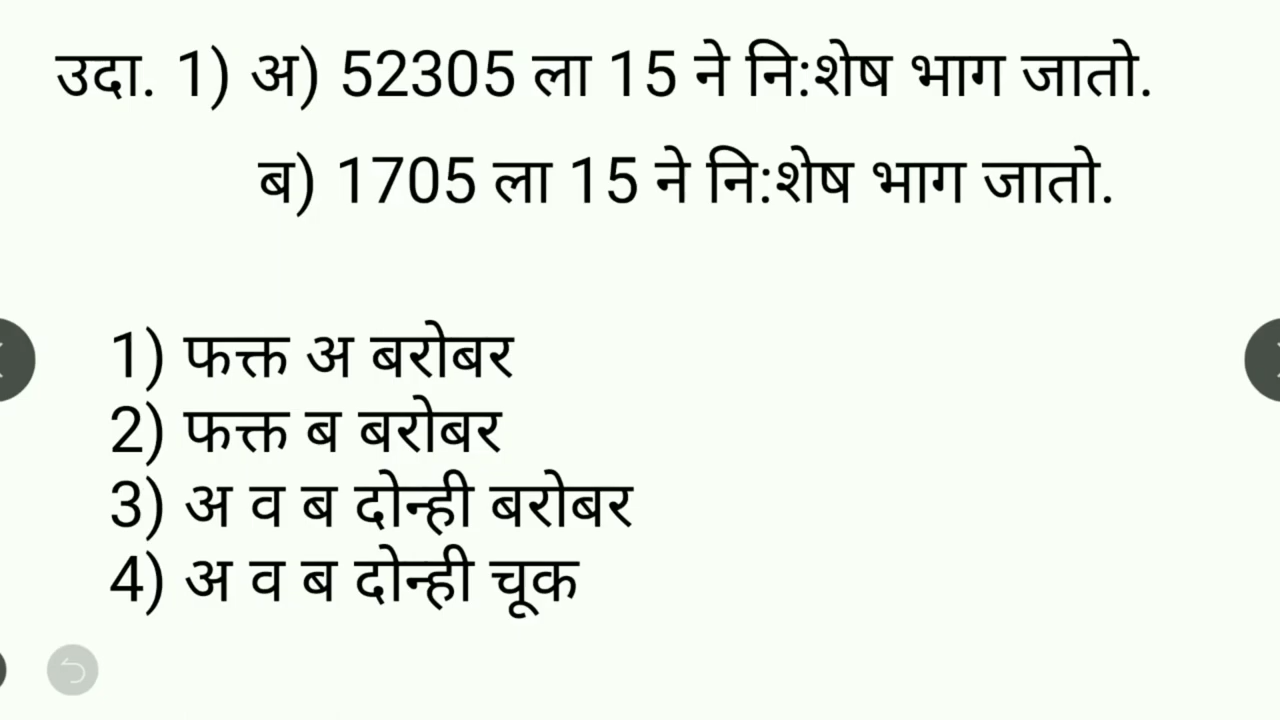 उदा. 1) अ) 52305 ला 15 ने नि:शेष भाग जातो.
ब) 1705 ला 15 ने नि:शेष भाग जातो.
1) फक्त अ बरोबर
2) फक्त ब बरोबर
3) अ व ब दोन्ही बरोबर
4) अ व ब दोन्ही चूक